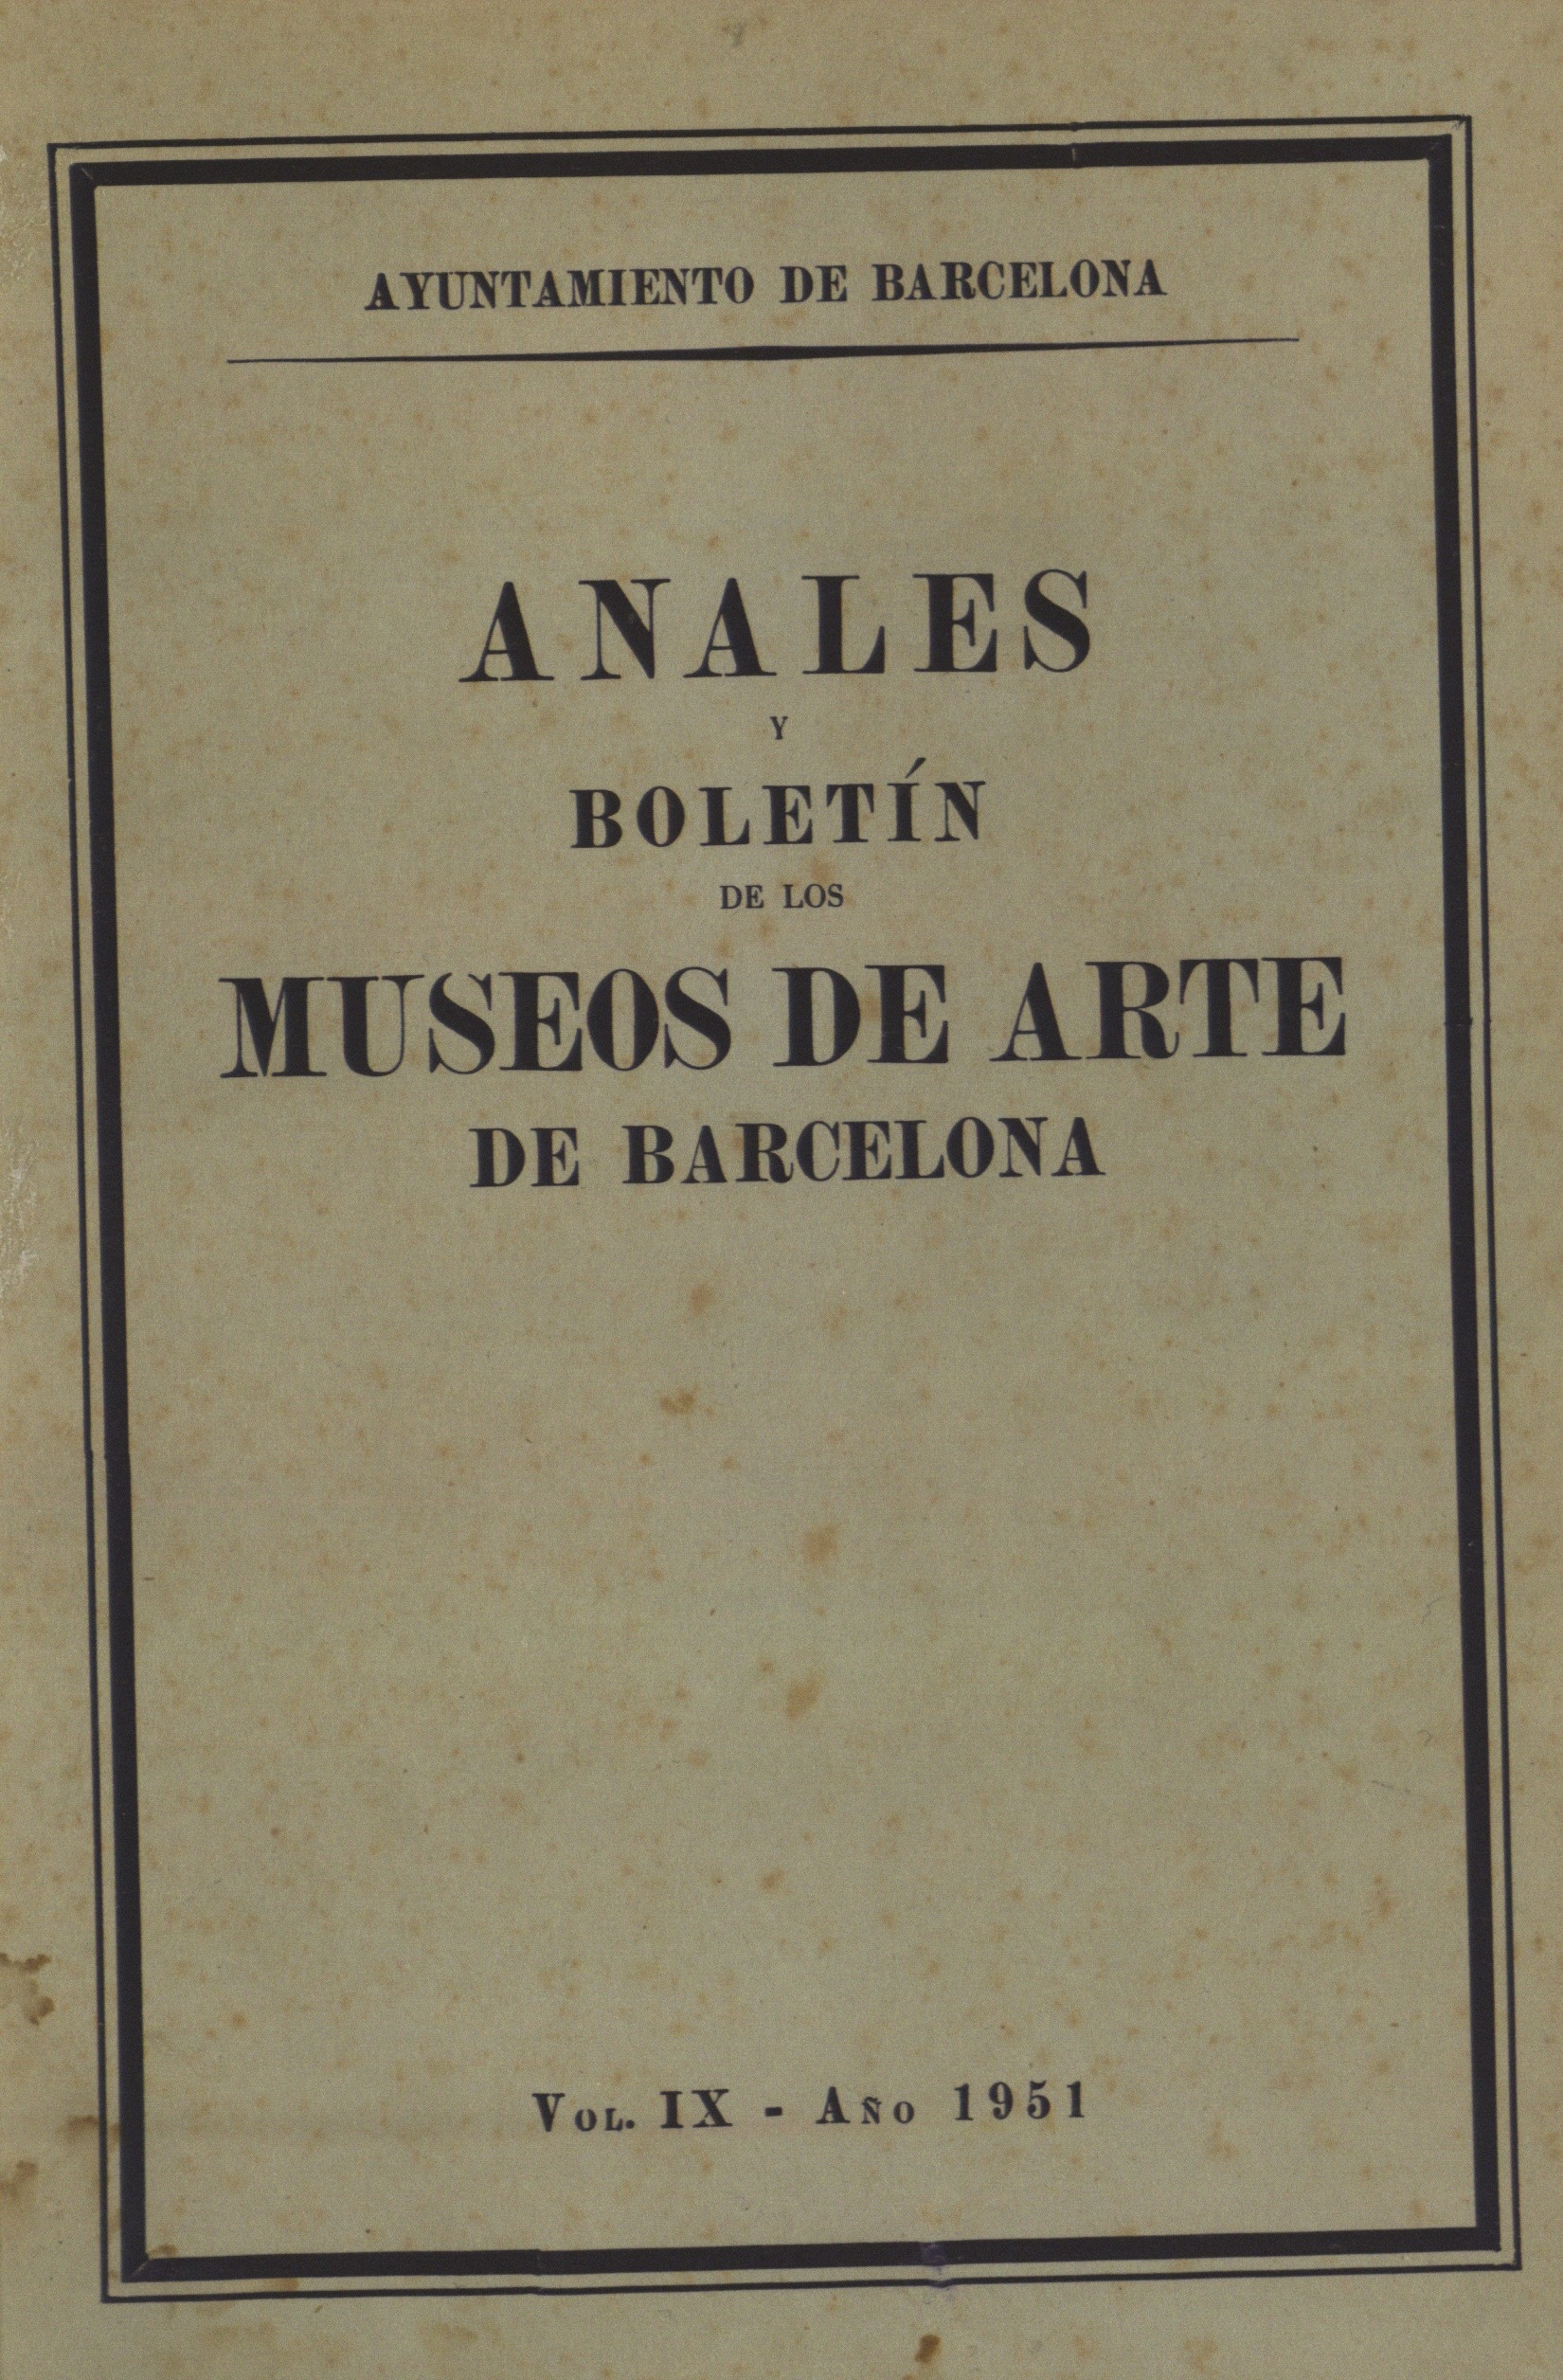 AYUNTAMIENTO DE BARCELONA
ANALES
Y
BOLETÍN
DE LOS
MUSEOS DE ARTE
DE BARCELONA
VOL. IX - AÑO 1951